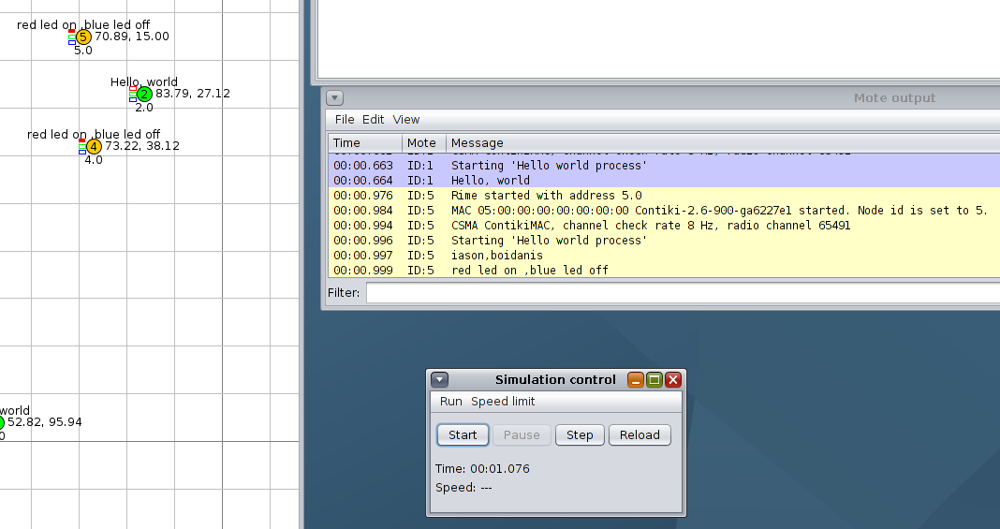 red led on ,blue led off
5 70.89, 15.00
5.0
Hello, world
2 83.79, 27.12
2.0
red led on ,blue led off
4 73.22, 38.12
4.0
world
52.82, 95.94
0
Mote output
File Edit View
Time Mote Message
00:00.663 ID:1 Starting 'Hello world process'
00:00.664 ID:1 Hello, world
00:00.976 ID:5 Rime started with address 5.0
00:00.984 ID:5 MAC 05:00:00:00:00:00:00:00 Contiki-2.6-900-ga6227e1 started. Node id is set to 5.
00:00.994 ID:5 CSMA ContikiMAC, channel check rate 8 Hz, radio channel 65491
00:00.996 ID:5 Starting 'Hello world process'
00:00.997 ID:5 iason,boidanis
00:00.999 ID:5 red led on ,blue led off
Filter:
Simulation control
Run Speed limit
Start Pause Step Reload
Time: 00:01.076
Speed: ---